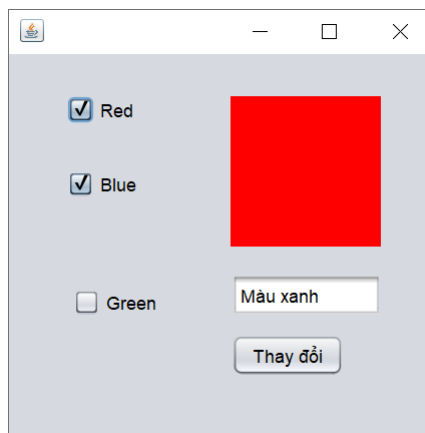 Red
Blue
Green
Màu xanh
Thay đổi